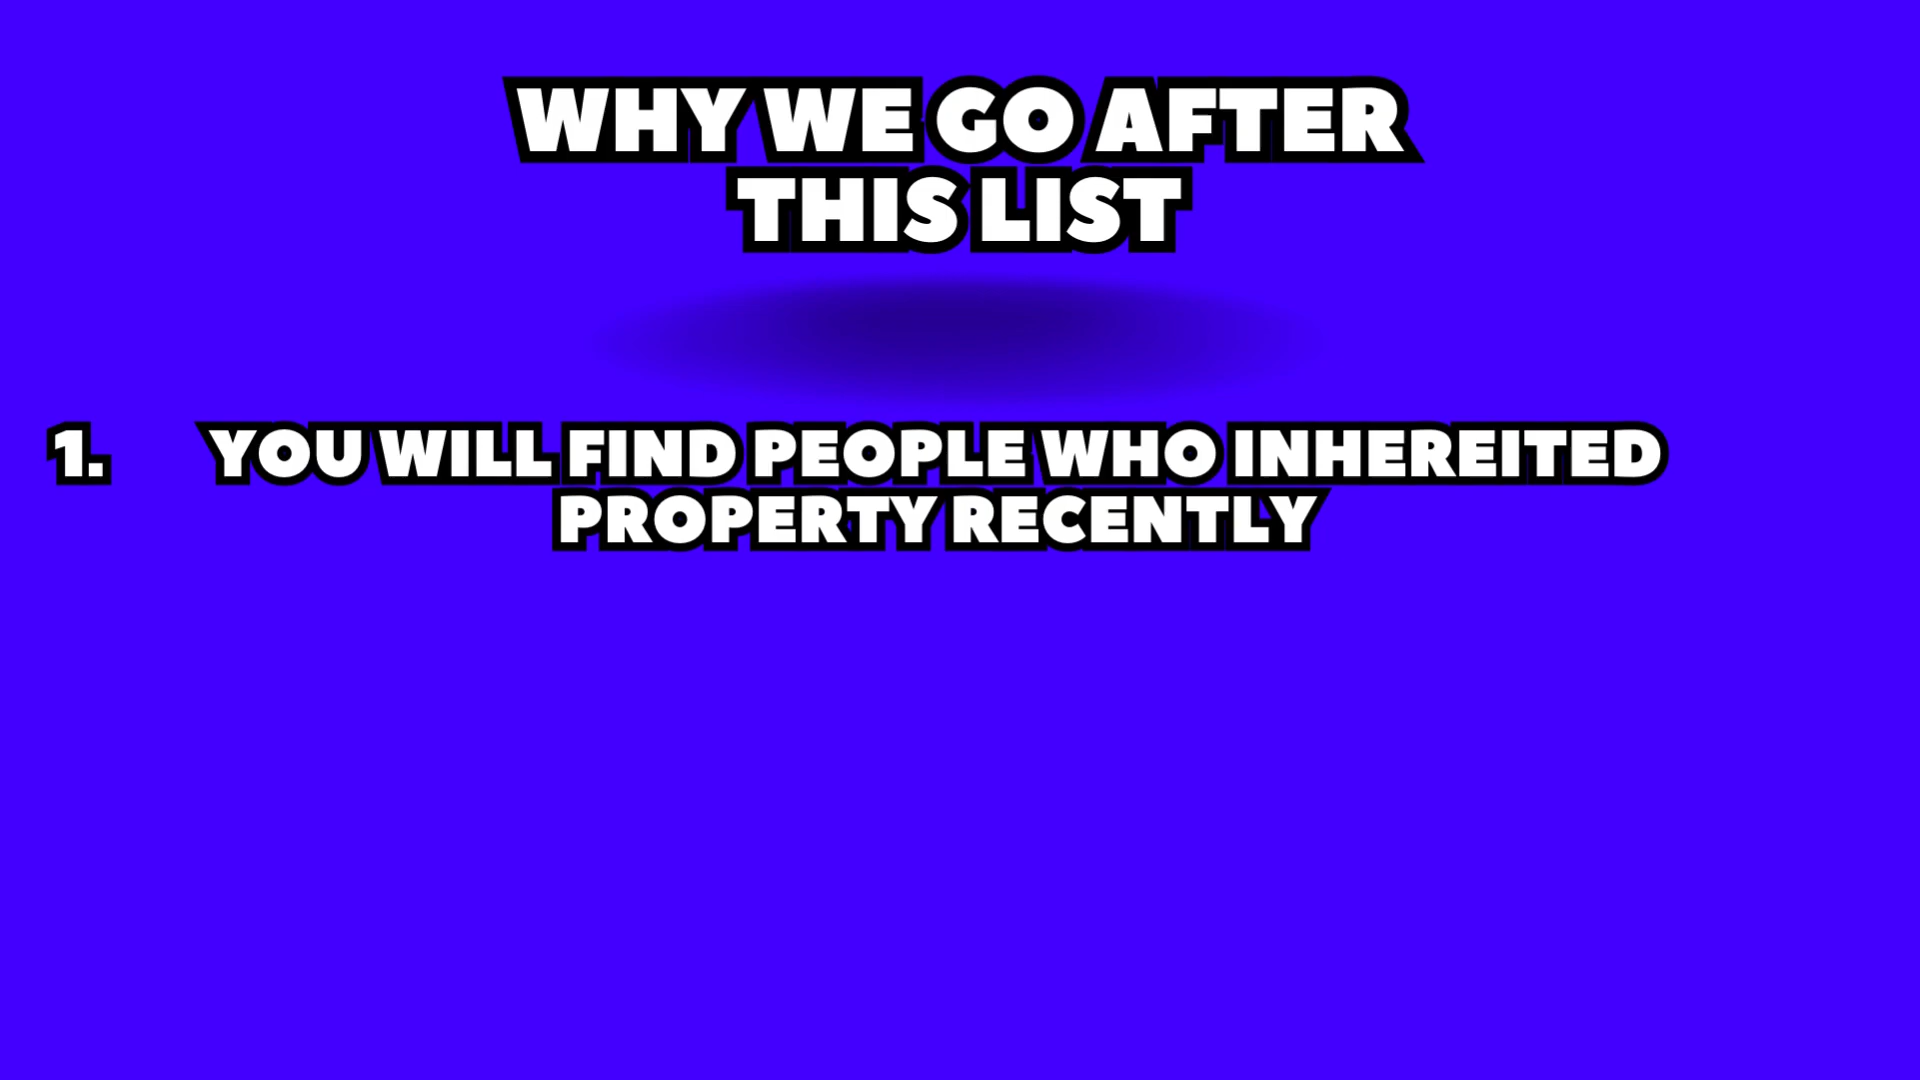 WHY WE GO AFTER
THIS LIST
1. YOU WILL FIND PEOPLE WHO INHEREITED
PROPERTY RECENTLY